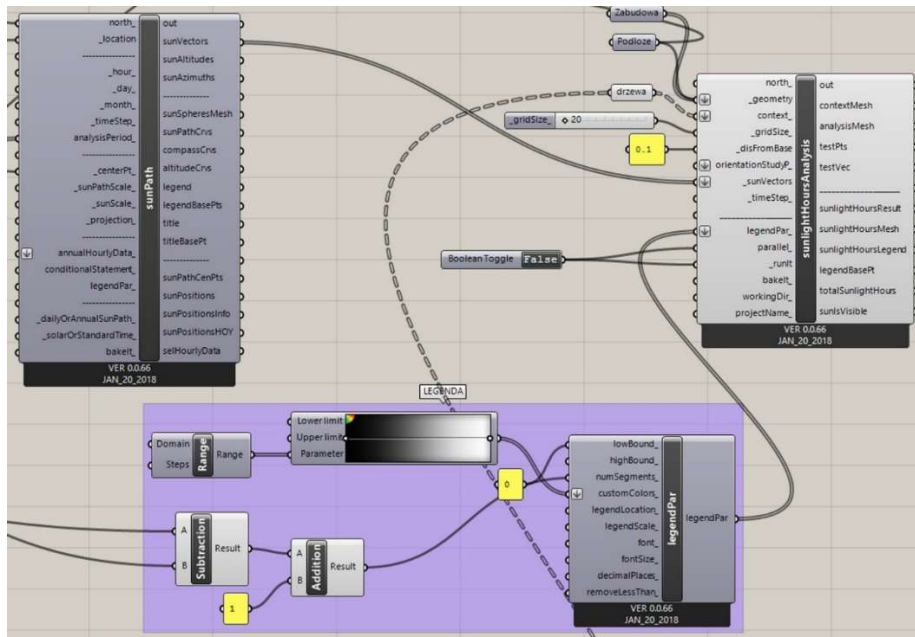 north_
_location
---------------
_hour_
_day_
_month_
_timeStep_
analysisPeriod_
---------------
_centerPt_
_sunPathScale_
_sunScale_
_projection_
---------------
annualHourlyData_
conditionalStatement_
legendPar_
---------------
_dailyOrAnnualSunPath_
_solarOrStandardTime_
bakeIt_
sunPath
out
sunVectors
sunAltitudes
sunAzimuths
--------------
sunSpheresMesh
sunPathCrvs
compassCrvs
altitudeCrvs
legend
legendBasePts
title
titleBasePt
--------------
sunPathCenPts
sunPositions
sunPositionsInfo
sunPositionsHOY
selHourlyData
VER 0.0.66
JAN_20_2018
Zabudowa
Podloze
drzewa
_gridSize_ 20
0.1
Boolean Toggle False
north_
_geometry
context_
_gridSize_
_disFromBase
orientationStudyP_
_sunVectors
_timeStep_
legendPar_
parallel_
_runIt
bakeIt_
workingDir_
projectName_
sunlightHoursAnalysis
out
contextMesh
analysisMesh
testPts
testVec
sunlightHoursResult
sunlightHoursMesh
sunlightHoursLegend
legendBasePt
totalSunlightHours
sunIsVisible
VER 0.0.66
JAN_20_2018
LEGENDA
Domain
Steps
Range
Range
Lower limit
Upper limit
Parameter
0
A
B
Subtraction
Result
1
A
B
Addition
Result
lowBound_
highBound_
numSegments_
customColors_
legendLocation_
legendScale_
font_
fontSize_
decimalPlaces_
removeLessThan_
legendPar
legendPar
VER 0.0.66
JAN_20_2018